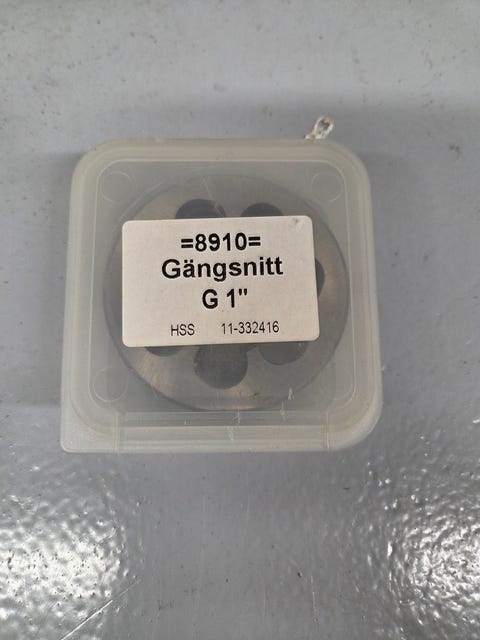 =8910=
Gängsnitt
G 1"
HSS 11-332416